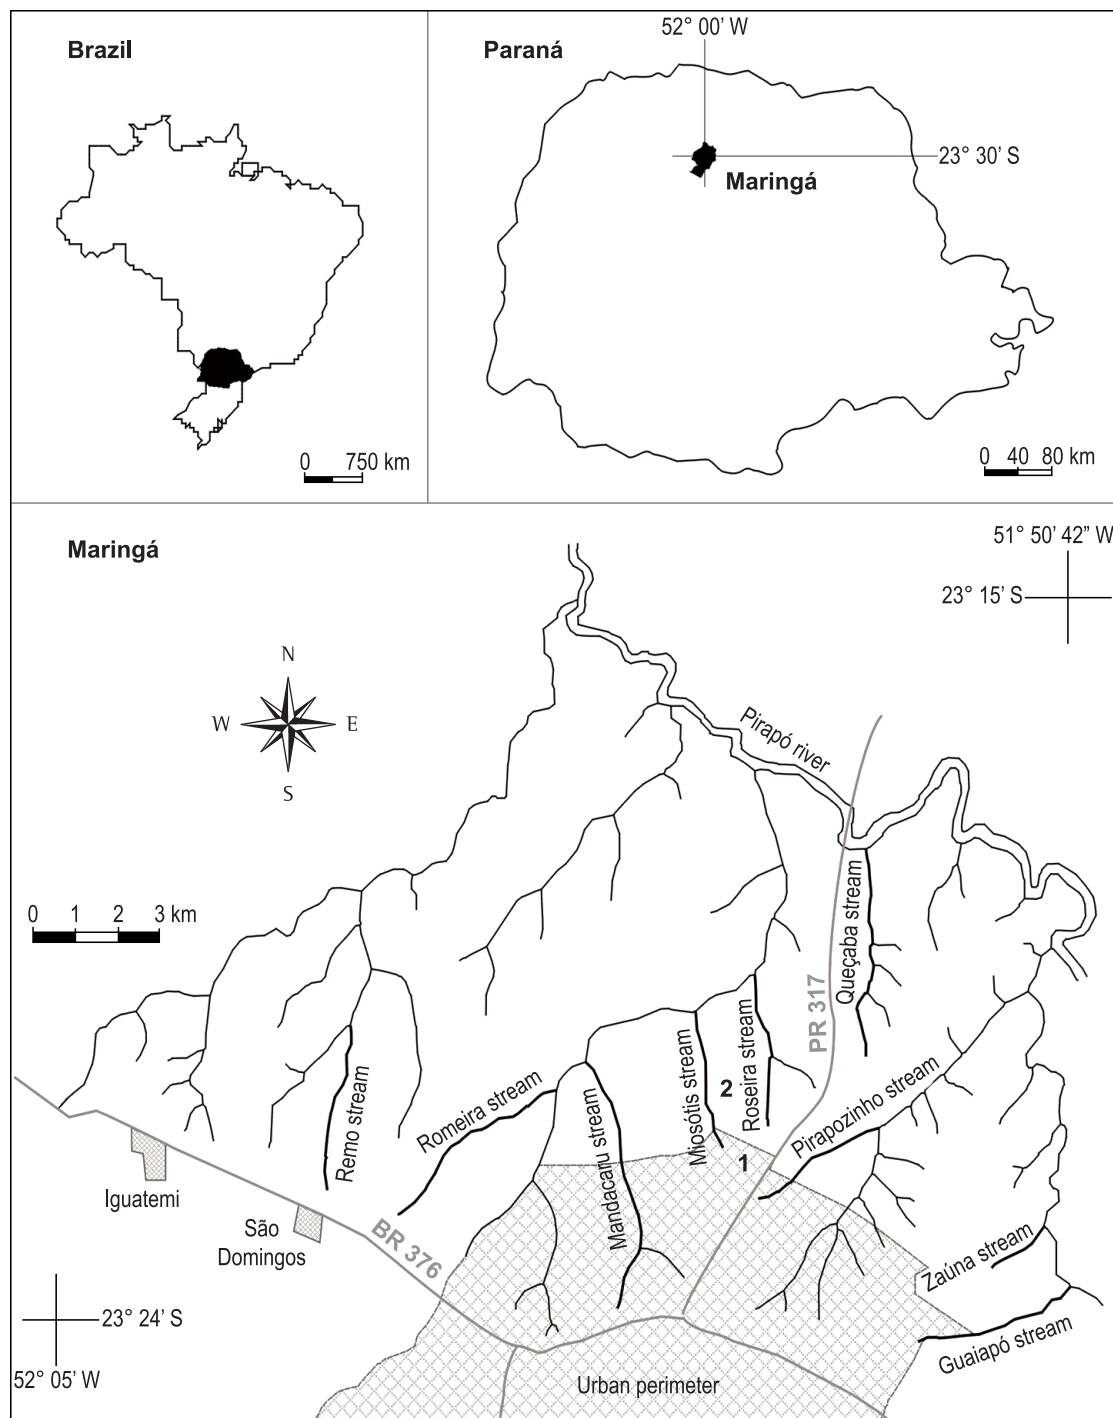 Brazil
0 750 km
Paraná
52° 00' W
23° 30' S
Maringá
0 40 80 km
Maringá
51° 50' 42” W
23° 15' S
N
W E
S
Pirapó river
0 1 2 3 km
Queçaba stream
PR 317
Remo stream
Romeira stream
Mandacaru stream
Miosótis stream
2
Roseira stream
1
Pirapozinho stream
Iguatemi
São
Domingos
BR 376
Zaúna stream
Guaiapó stream
23° 24' S
52° 05' W
Urban perimeter